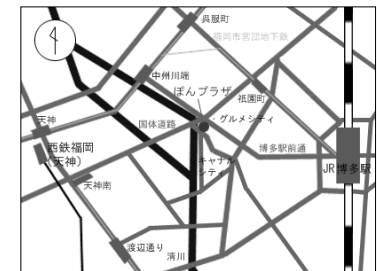 呉服町
福岡市営団地下鉄
中州川端
ぽんプラザ
祇園町
天神
国体道路
・グルメシティ
西鉄福岡
(天神)
キャナル
シティ
博多駅前通
JR博多駅
天神南
渡辺通り
清川